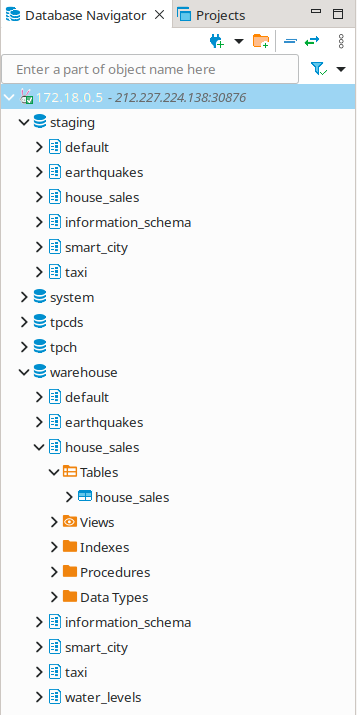 Database Navigator
Projects
Enter a part of object name here
172.18.0.5 - 212.227.224.138:30876
staging
default
earthquakes
house_sales
information_schema
smart_city
taxi
system
tpcds
tpch
warehouse
default
earthquakes
house_sales
Tables
house_sales
Views
Indexes
Procedures
Data Types
information_schema
smart_city
taxi
water_levels